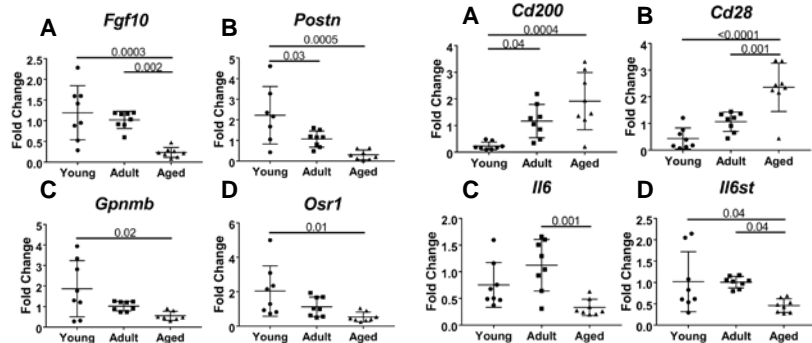 A
Fgf10
Fold Change
2.5
2.0
1.5
1.0
0.5
0.0
0.0003
0.002
Young Adult Aged
B
Postn
Fold Change
6
4
2
0
0.0005
0.03
Young Adult Aged
C
Gpnmb
Fold Change
5
4
3
2
1
0
0.02
Young Adult Aged
D
Osr1
Fold Change
6
4
2
0
0.01
Young Adult Aged
A
Cd200
Fold Change
4
3
2
1
0
0.0004
0.04
Young Adult Aged
B
Cd28
Fold Change
4
3
2
1
0
<0.0001
0.001
Young Adult Aged
C
Il6
Fold Change
2.0
1.5
1.0
0.5
0.0
0.001
Young Adult Aged
D
Il6st
Fold Change
2.5
2.0
1.5
1.0
0.5
0.0
0.04
0.04
Young Adult Aged